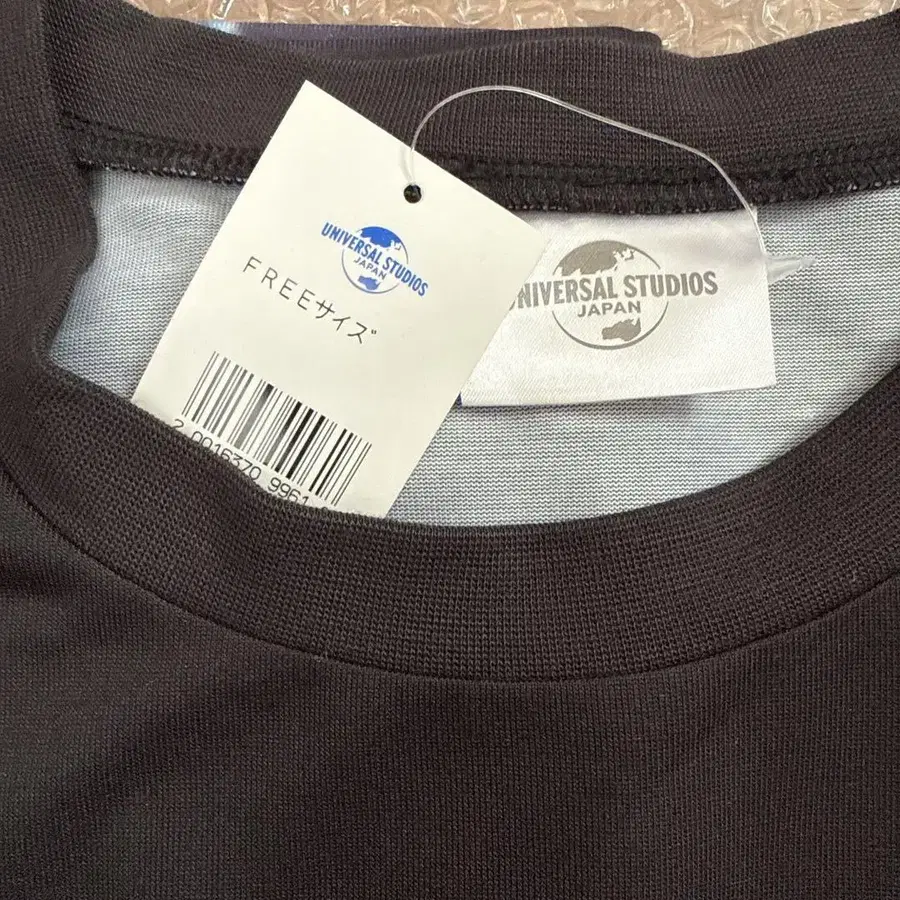 UNIVERSAL STUDIOS
JAPAN
FREEサイズ
2 0016370 9961
UNIVERSAL STUDIOS
JAPAN